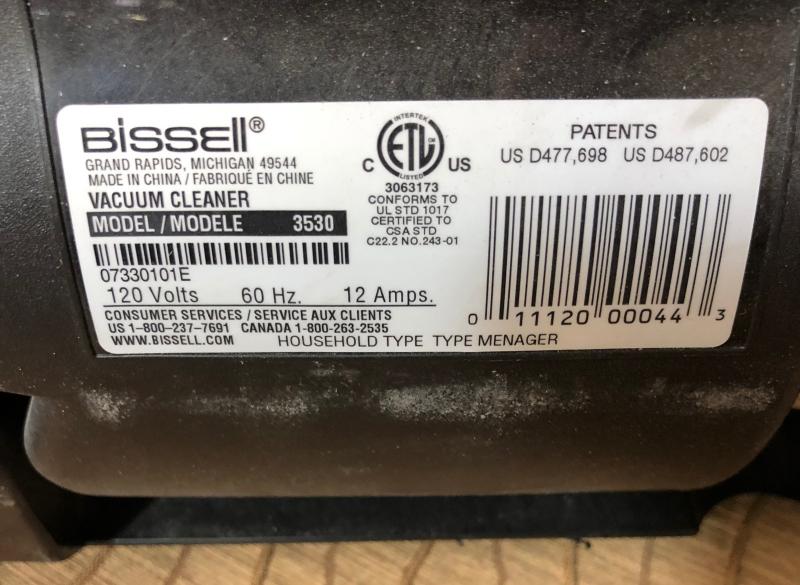 BISSELL®
GRAND RAPIDS, MICHIGAN 49544
MADE IN CHINA / FABRIQUÉ EN CHINE
VACUUM CLEANER
MODEL / MODELE 3530
07330101E
120 Volts 60 Hz. 12 Amps.
CONSUMER SERVICES / SERVICE AUX CLIENTS
US 1-800-237-7691 CANADA 1-800-263-2535
WWW.BISSELL.COM HOUSEHOLD TYPE TYPE MENAGER
INTERTEK
C ETL US
LISTED
3063173
CONFORMS TO
UL STD 1017
CERTIFIED TO
CSA STD
C22.2 NO.243-01
PATENTS
US D477,698 US D487,602
0 11120 00044 3